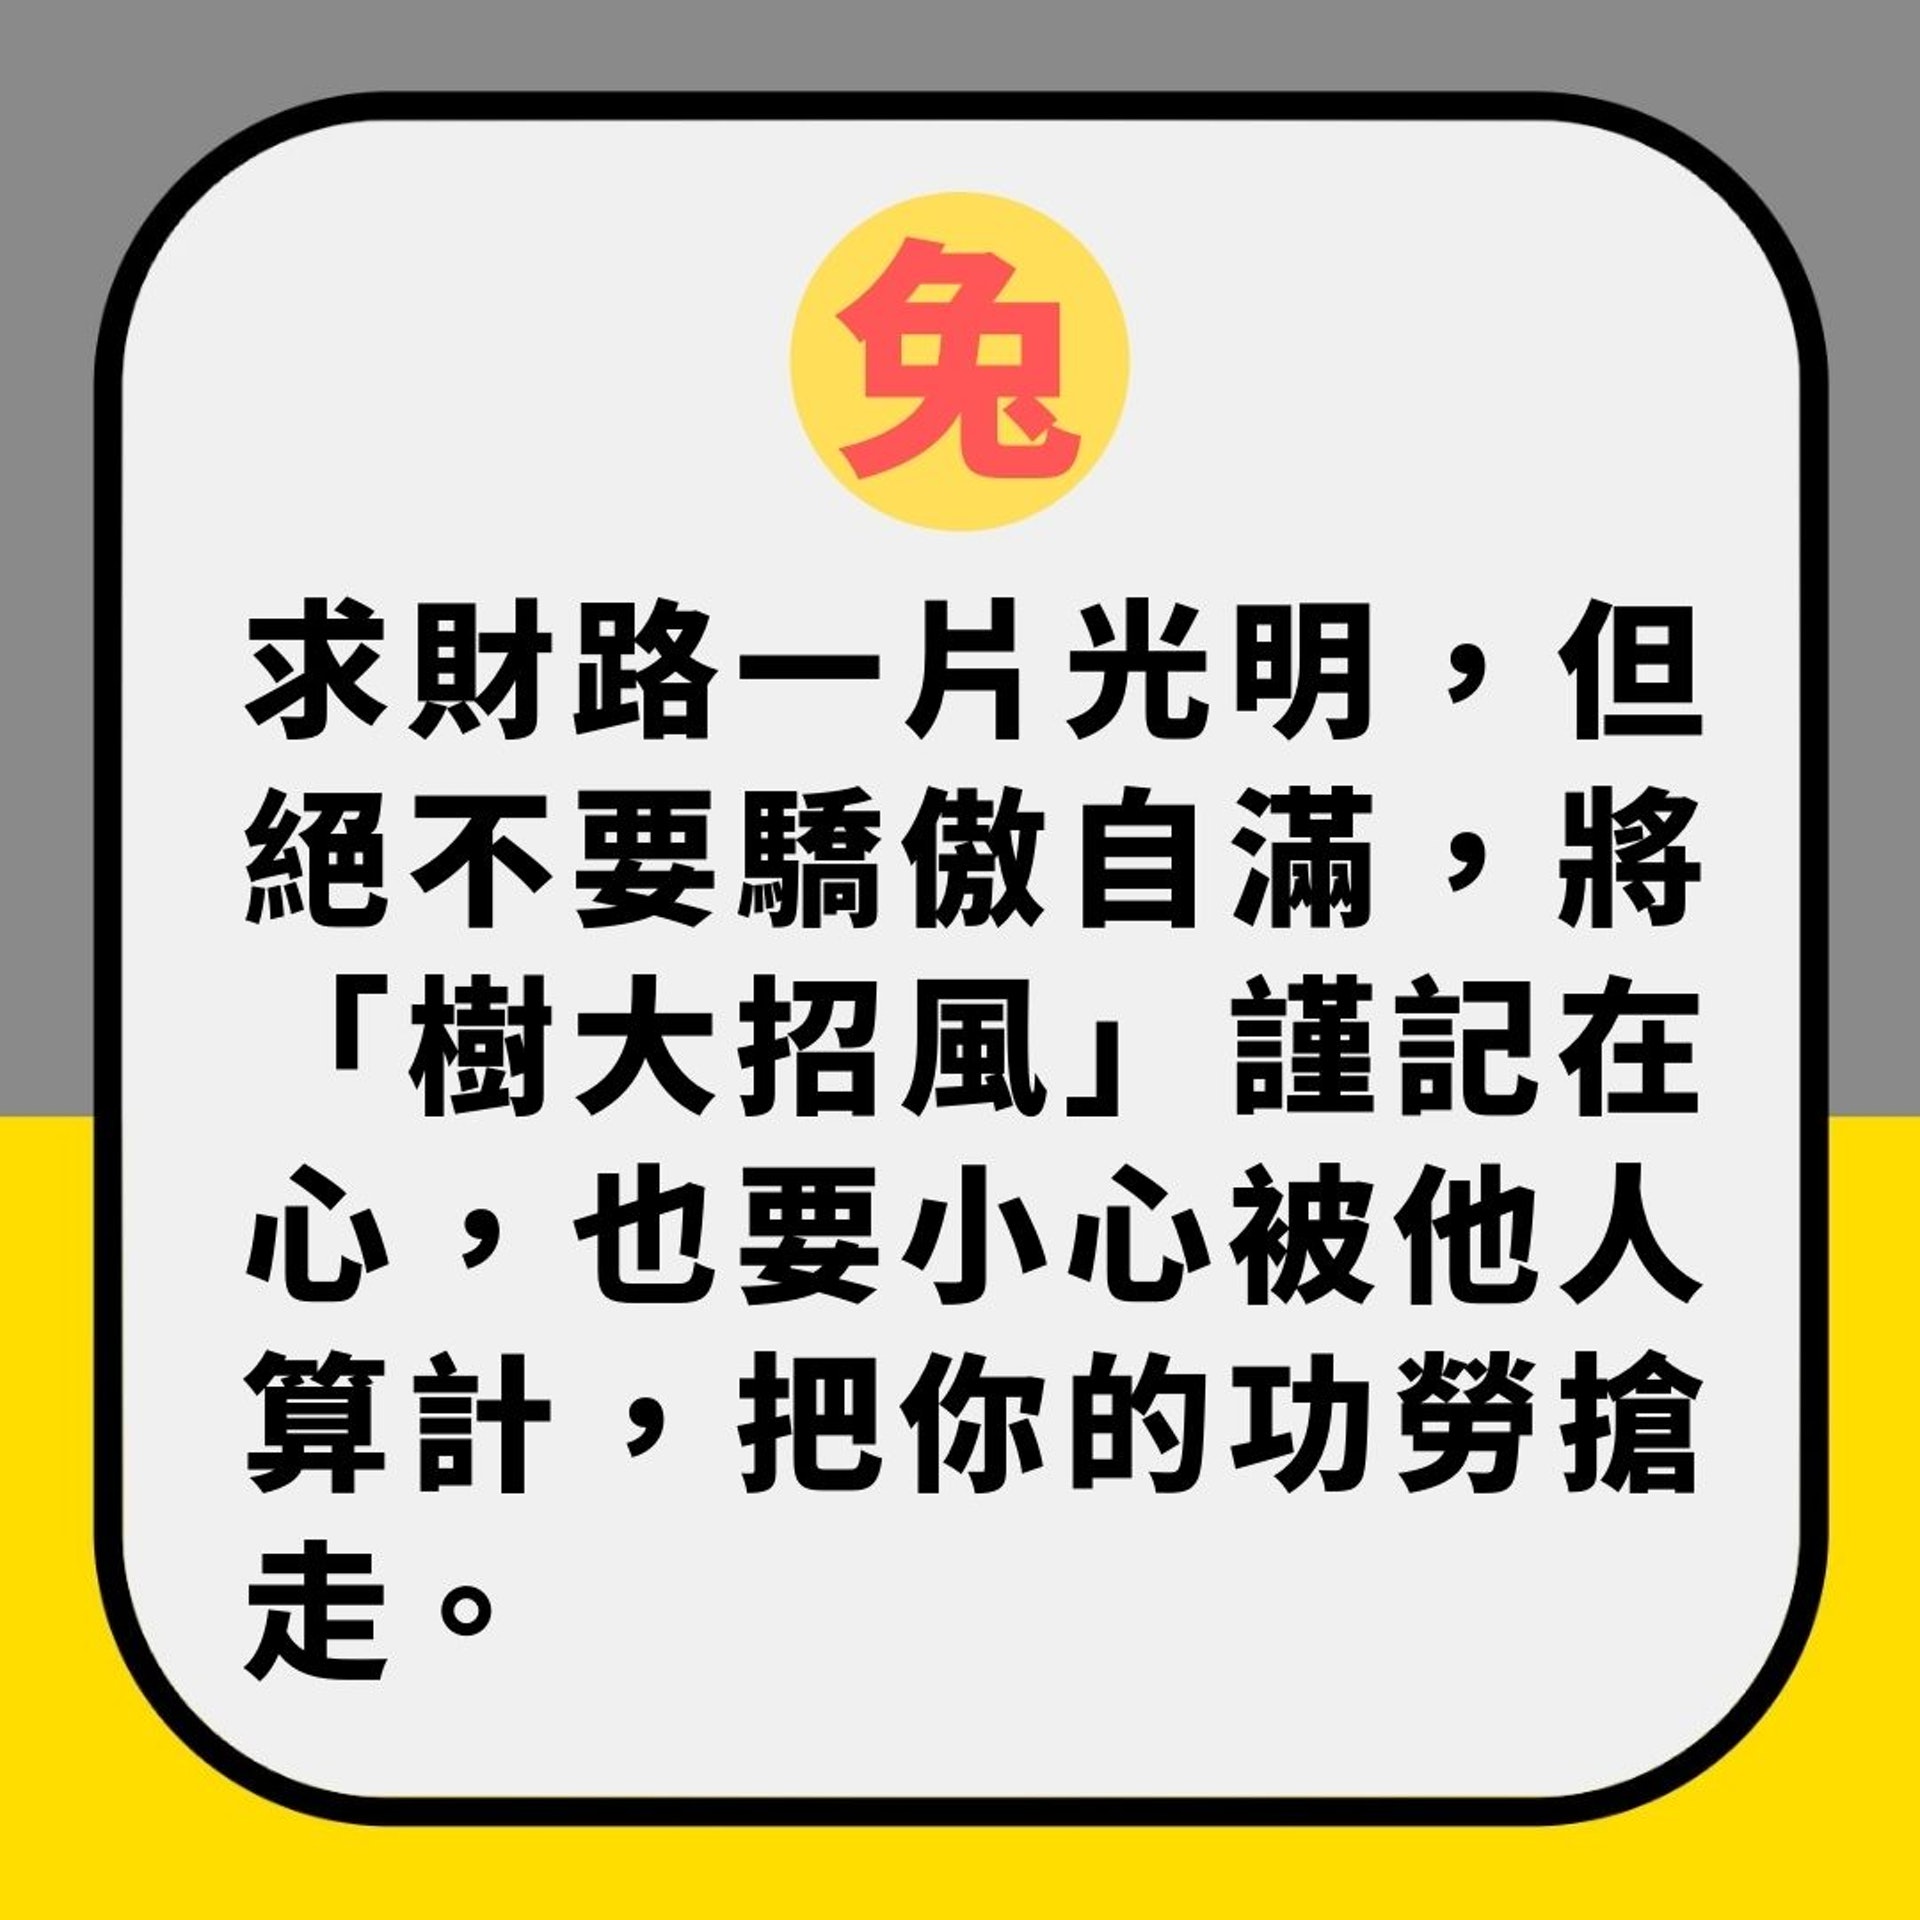 兔
求財路一片光明，但
絕不要驕傲自滿，將
「樹大招風」謹記在
心，也要小心被他人
算計，把你的功勞搶
走。